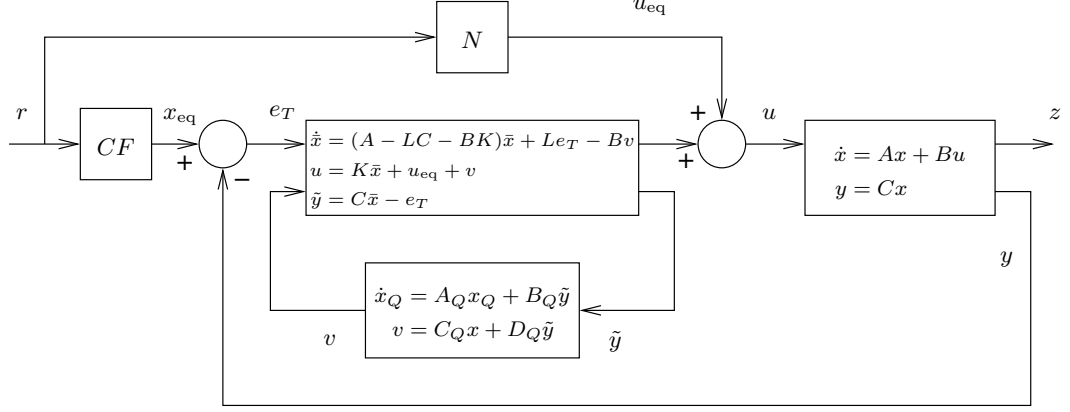 u_eq
N
r
x_eq
e_T
u
z
CF
+
−
ẋ̄ = (A − LC − BK)x̄ + Le_T − Bv
u = Kx̄ + u_eq + v
ỹ = Cx̄ − e_T
+
+
ẋ = Ax + Bu
y = Cx
y
ẋ_Q = A_Q x_Q + B_Q ỹ
v = C_Q x + D_Q ỹ
v
ỹ